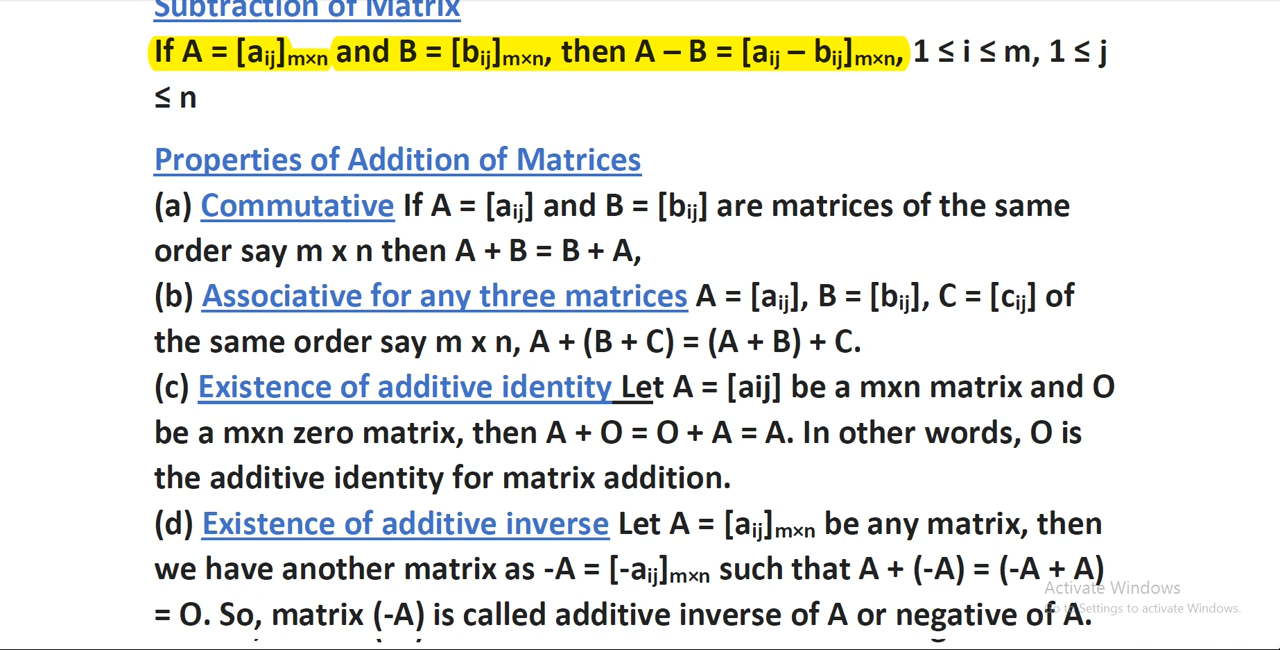 Subtraction of Matrix
If A = [aij]m×n and B = [bij]m×n, then A – B = [aij – bij]m×n, 1 ≤ i ≤ m, 1 ≤ j
≤ n
Properties of Addition of Matrices
(a) Commutative If A = [aij] and B = [bij] are matrices of the same
order say m x n then A + B = B + A,
(b) Associative for any three matrices A = [aij], B = [bij], C = [cij] of
the same order say m x n, A + (B + C) = (A + B) + C.
(c) Existence of additive identity Let A = [aij] be a mxn matrix and O
be a mxn zero matrix, then A + O = O + A = A. In other words, O is
the additive identity for matrix addition.
(d) Existence of additive inverse Let A = [aij]m×n be any matrix, then
we have another matrix as -A = [-aij]m×n such that A + (-A) = (-A + A)
= O. So, matrix (-A) is called additive inverse of A or negative of A.
Activate Windows
Go to Settings to activate Windows.